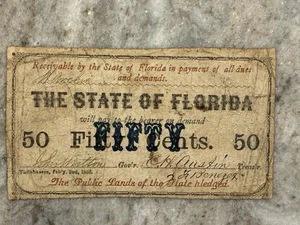 Receivable by the State of Florida in payment of all dues
and demands.
THE STATE OF FLORIDA
will pay to the bearer on demand
50 Fifty Cents. 50
FIFTY
Gov'r. C. H. Austin Treas'r.
Tallahassee, Feb'y. 2nd, 1863.
The Public Lands of the State Pledged.